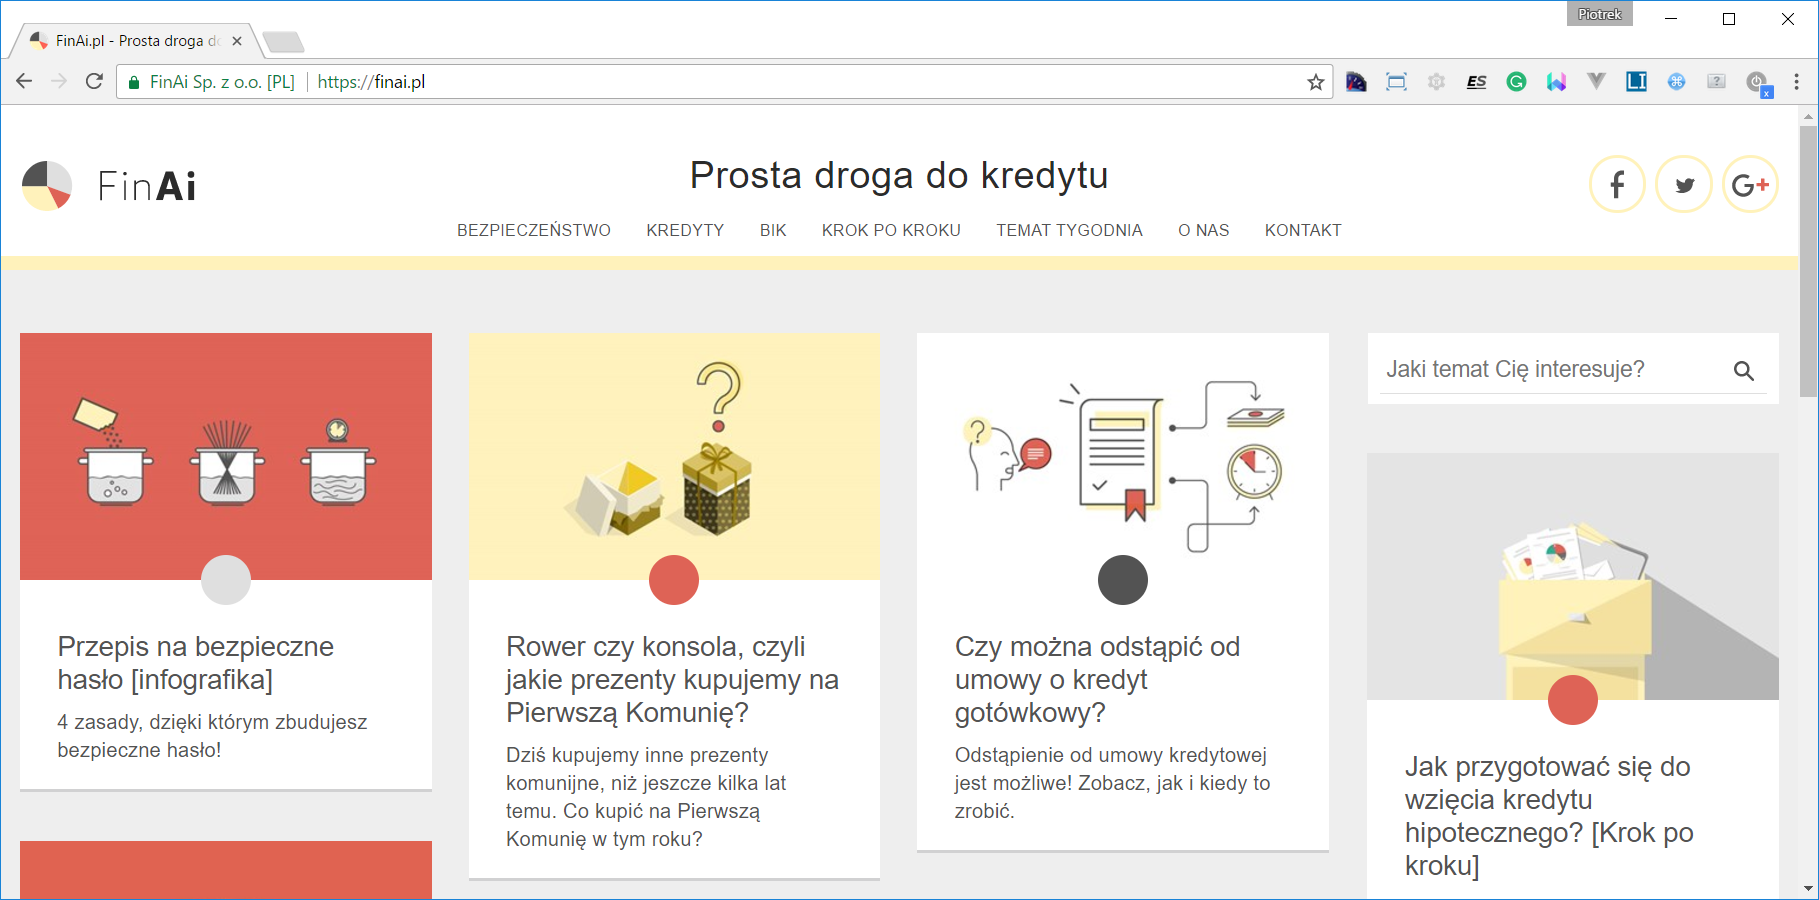 Piotrek
FinAi.pl - Prosta droga do
FinAi Sp. z o.o. [PL] https://finai.pl
ES
LI
FinAi
Prosta droga do kredytu
BEZPIECZEŃSTWO KREDYTY BIK KROK PO KROKU TEMAT TYGODNIA O NAS KONTAKT
Przepis na bezpieczne
hasło [infografika]
4 zasady, dzięki którym zbudujesz
bezpieczne hasło!
Rower czy konsola, czyli
jakie prezenty kupujemy na
Pierwszą Komunię?
Dziś kupujemy inne prezenty
komunijne, niż jeszcze kilka lat
temu. Co kupić na Pierwszą
Komunię w tym roku?
Czy można odstąpić od
umowy o kredyt
gotówkowy?
Odstąpienie od umowy kredytowej
jest możliwe! Zobacz, jak i kiedy to
zrobić.
Jaki temat Cię interesuje?
Jak przygotować się do
wzięcia kredytu
hipotecznego? [Krok po
kroku]